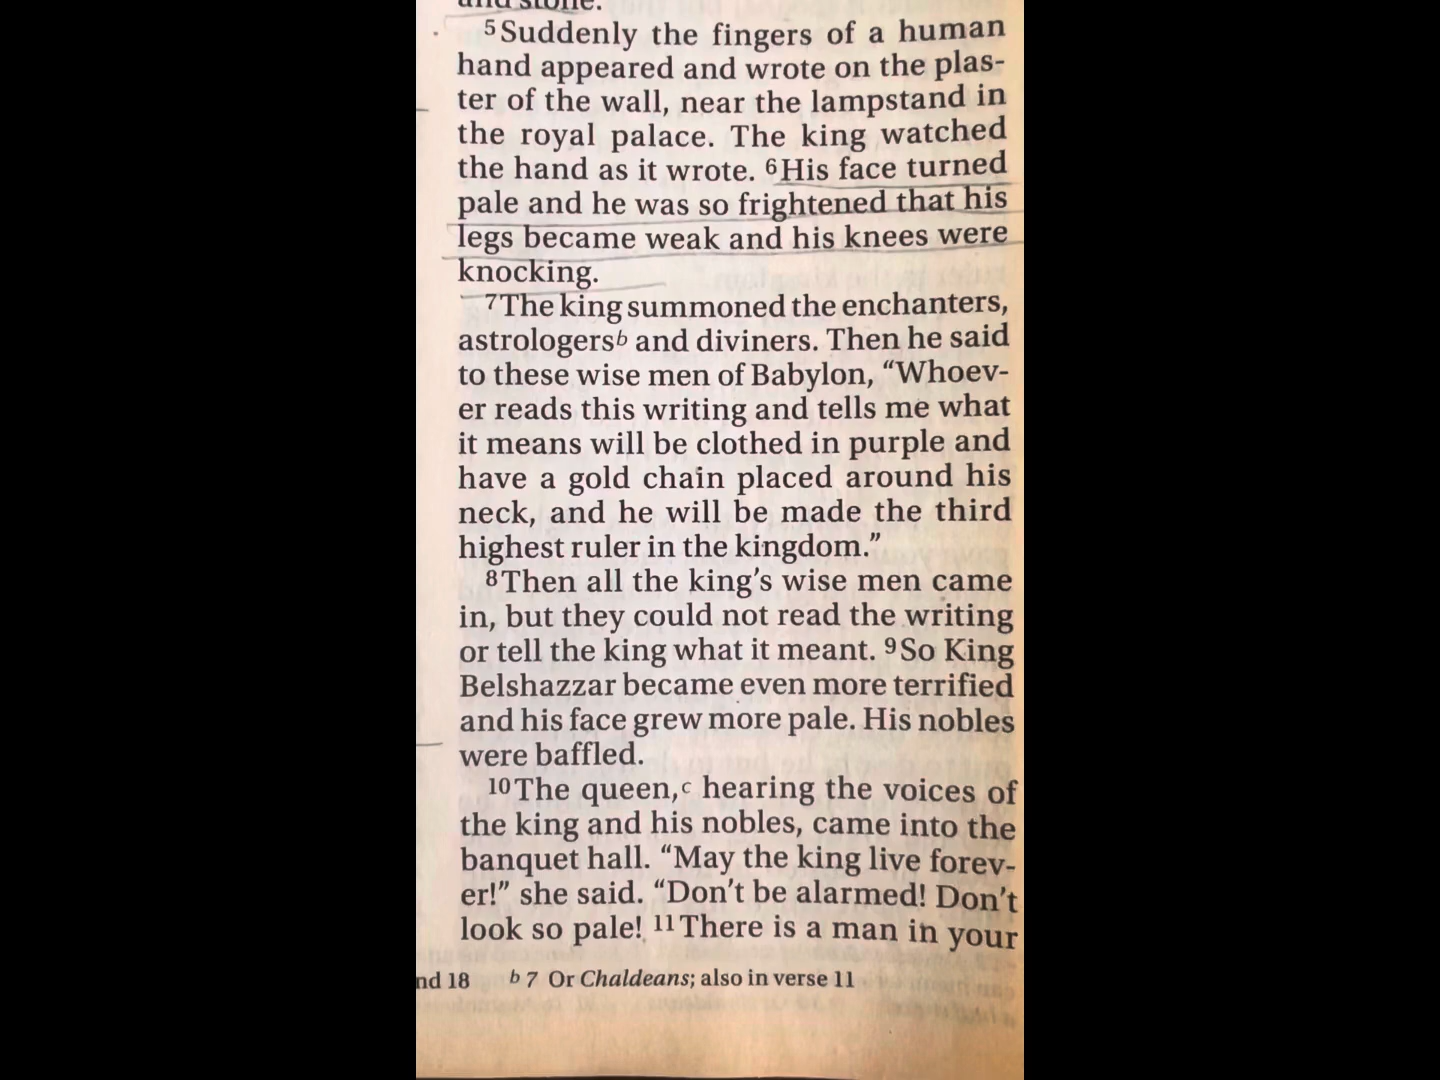 and stone.
5 Suddenly the fingers of a human
hand appeared and wrote on the plas-
ter of the wall, near the lampstand in
the royal palace. The king watched
the hand as it wrote. 6 His face turned
pale and he was so frightened that his
legs became weak and his knees were
knocking.
7 The king summoned the enchanters,
astrologers b and diviners. Then he said
to these wise men of Babylon, “Whoev-
er reads this writing and tells me what
it means will be clothed in purple and
have a gold chain placed around his
neck, and he will be made the third
highest ruler in the kingdom.”
8 Then all the king’s wise men came
in, but they could not read the writing
or tell the king what it meant. 9 So King
Belshazzar became even more terrified
and his face grew more pale. His nobles
were baffled.
10 The queen, c hearing the voices of
the king and his nobles, came into the
banquet hall. “May the king live forev-
er!” she said. “Don’t be alarmed! Don’t
look so pale! 11 There is a man in your
nd 18 b 7 Or Chaldeans; also in verse 11